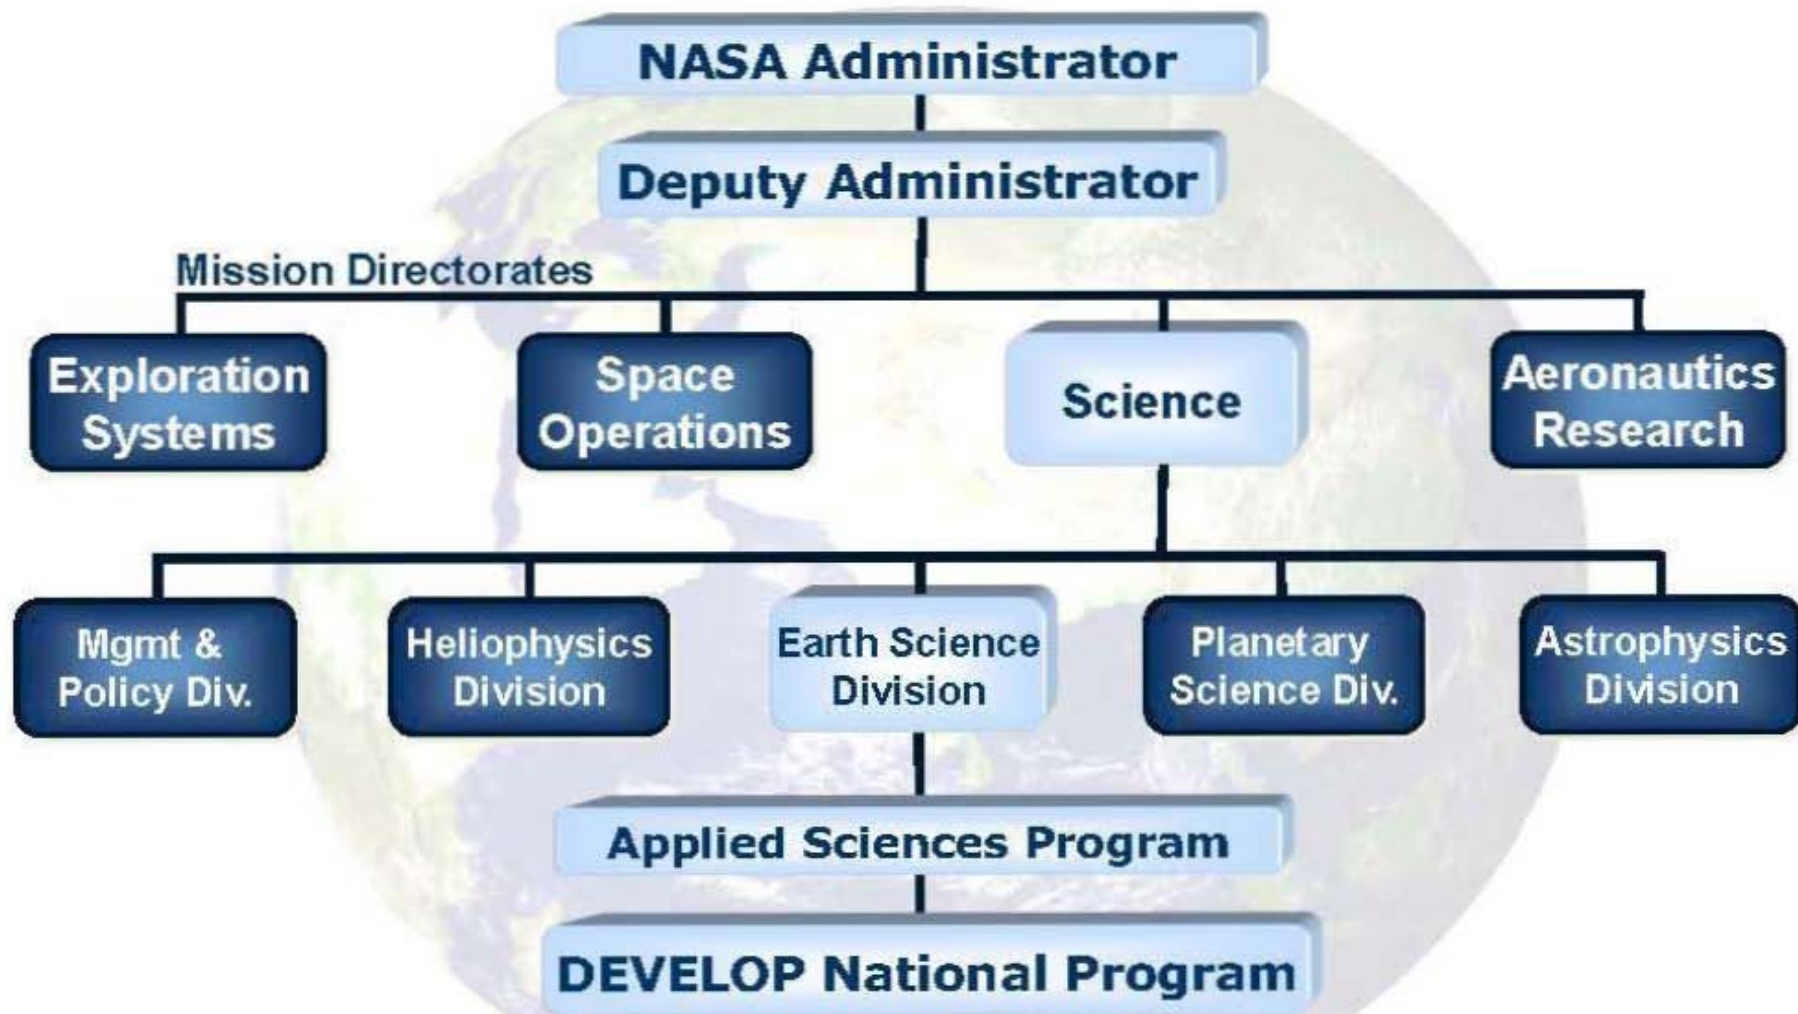 NASA Administrator
Deputy Administrator
Mission Directorates
Exploration
Systems
Space
Operations
Science
Aeronautics
Research
Mgmt &
Policy Div.
Heliophysics
Division
Earth Science
Division
Planetary
Science Div.
Astrophysics
Division
Applied Sciences Program
DEVELOP National Program